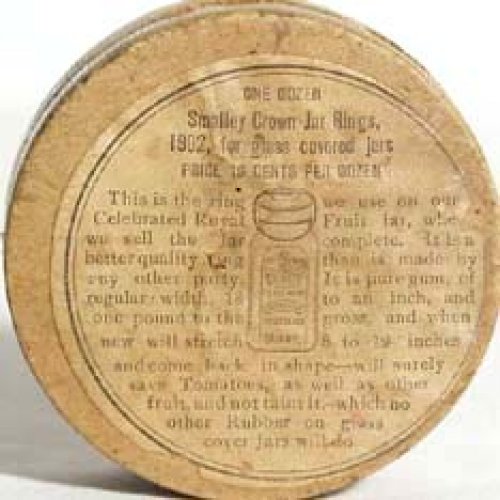 ONE DOZEN
Smalley Crown Jar Rings,
1902, for glass covered jars
PRICE 10 CENTS PER DOZEN
This is the ring we use on our
Celebrated Royal Fruit Jar, when
we sell the Jar complete. It is a
better quality ring than is made by
any other party It is pure gum, of
regular width, to an inch, and
one pound to the gross, and when
new will stretch 8 to inches
and come back in shape—will surely
save Tomatoes, as well as other
fruit, and not taint it,—which no
other Rubber on glass
cover jars will do